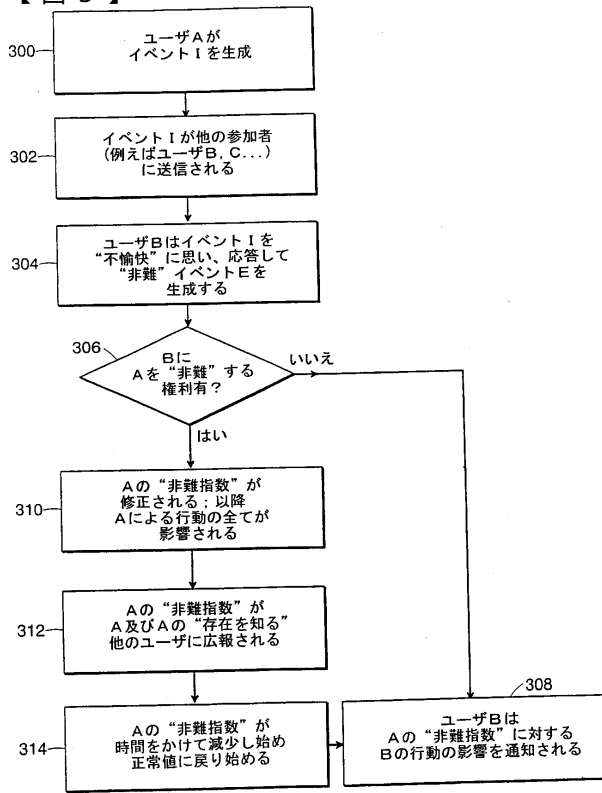 【図3】
300
ユーザAが
イベントIを生成
302
イベントIが他の参加者
(例えばユーザB, C...)
に送信される
304
ユーザBはイベントIを
“不愉快”に思い、応答して
“非難”イベントEを
生成する
306
Bに
Aを“非難”する
権利有?
いいえ
はい
310
Aの“非難指数”が
修正される;以降
Aによる行動の全てが
影響される
312
Aの“非難指数”が
A及びAの“存在を知る”
他のユーザに広報される
314
Aの“非難指数”が
時間をかけて減少し始め
正常値に戻り始める
308
ユーザBは
Aの“非難指数”に対する
Bの行動の影響を通知される